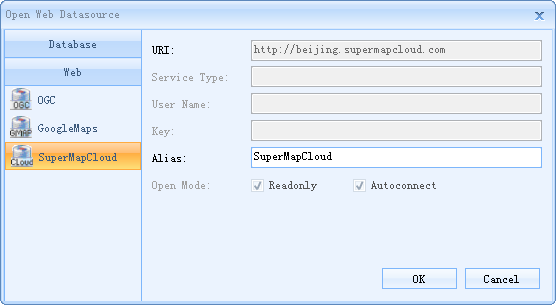 Open Web Datasource
Database
Web
OGC
OGC
GMAP
GoogleMaps
Cloud
SuperMapCloud
URI: http://beijing.supermapcloud.com
Service Type:
User Name:
Key:
Alias: SuperMapCloud
Open Mode: Readonly Autoconnect
OK Cancel